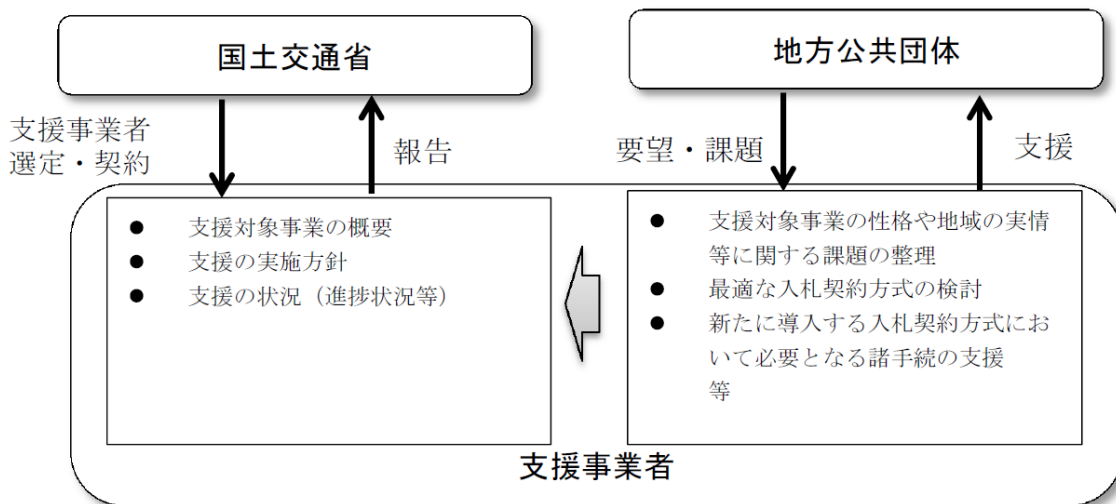 国土交通省
地方公共団体
支援事業者
選定・契約
報告
要望・課題
支援
● 支援対象事業の概要
● 支援の実施方針
● 支援の状況（進捗状況等）
● 支援対象事業の性格や地域の実情
等に関する課題の整理
● 最適な入札契約方式の検討
● 新たに導入する入札契約方式にお
いて必要となる諸手続の支援
等
支援事業者